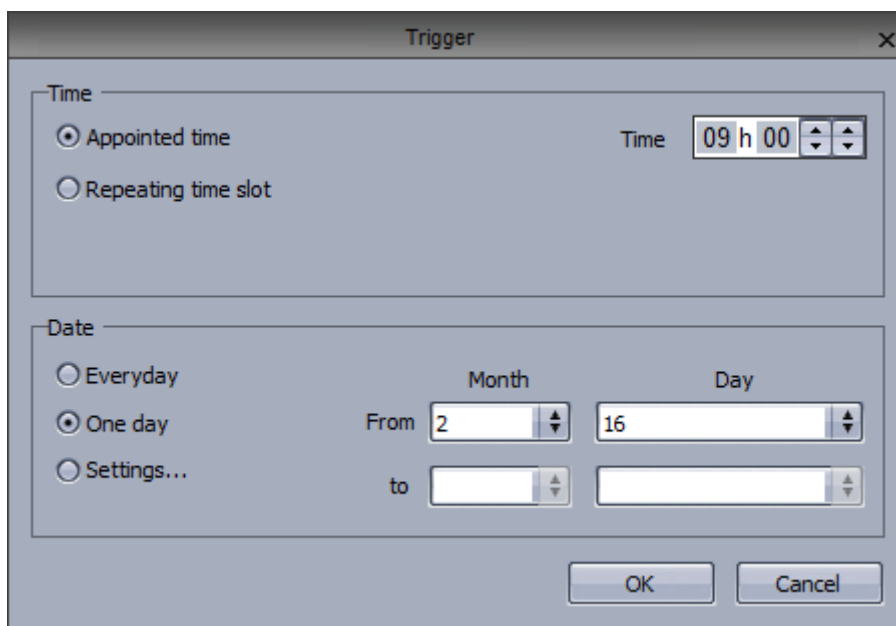 Trigger
Time
Appointed time
Time 09 h 00
Repeating time slot
Date
Everyday
Month Day
One day From 2 16
Settings...
to
OK Cancel